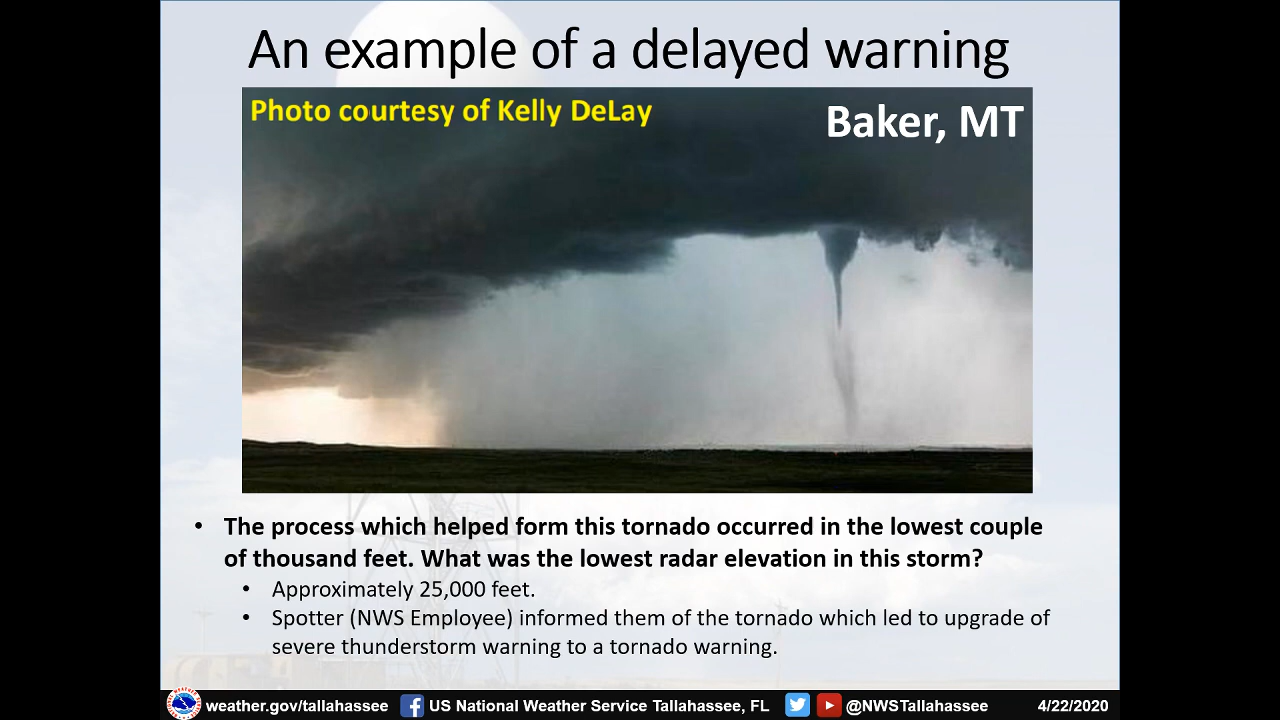 An example of a delayed warning
Photo courtesy of Kelly DeLay
Baker, MT
• The process which helped form this tornado occurred in the lowest couple
of thousand feet. What was the lowest radar elevation in this storm?
• Approximately 25,000 feet.
• Spotter (NWS Employee) informed them of the tornado which led to upgrade of
severe thunderstorm warning to a tornado warning.
weather.gov/tallahassee US National Weather Service Tallahassee, FL @NWSTallahassee 4/22/2020